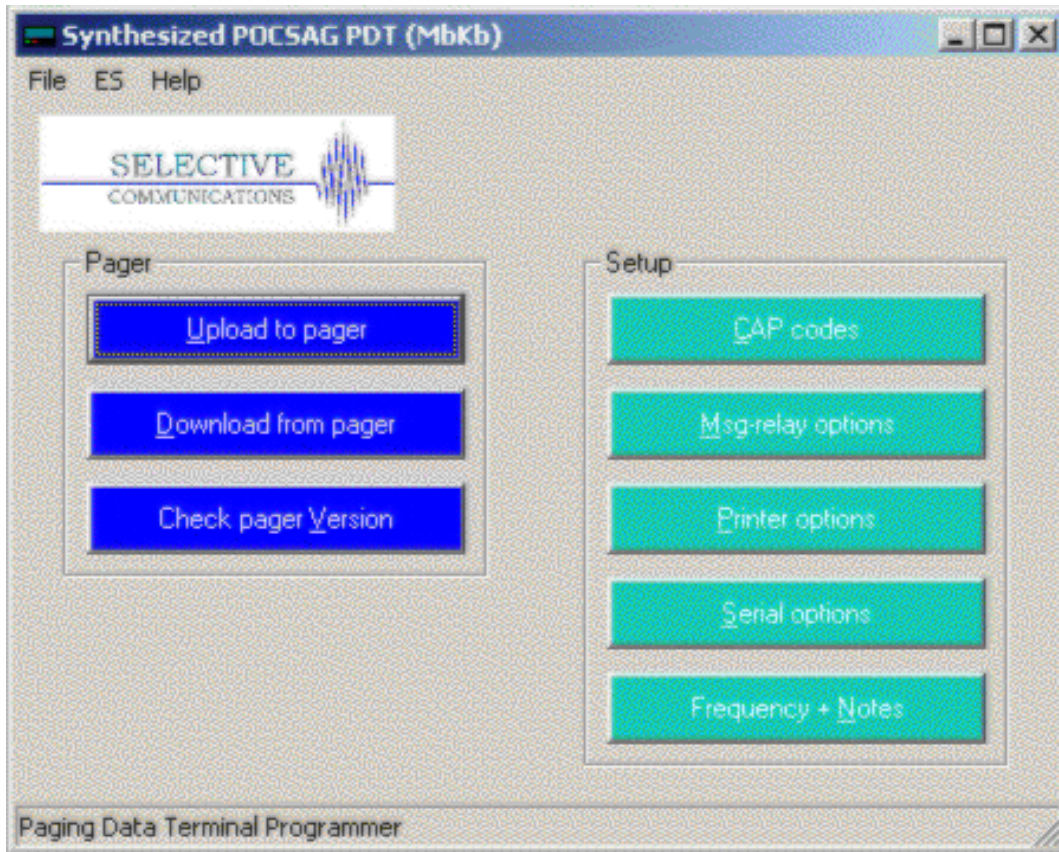 Synthesized POCSAG PDT (MbKb)
File ES Help
SELECTIVE
COMMUNICATIONS
Pager
Upload to pager
Download from pager
Check pager Version
Setup
CAP codes
Msg-relay options
Printer options
Serial options
Frequency + Notes
Paging Data Terminal Programmer